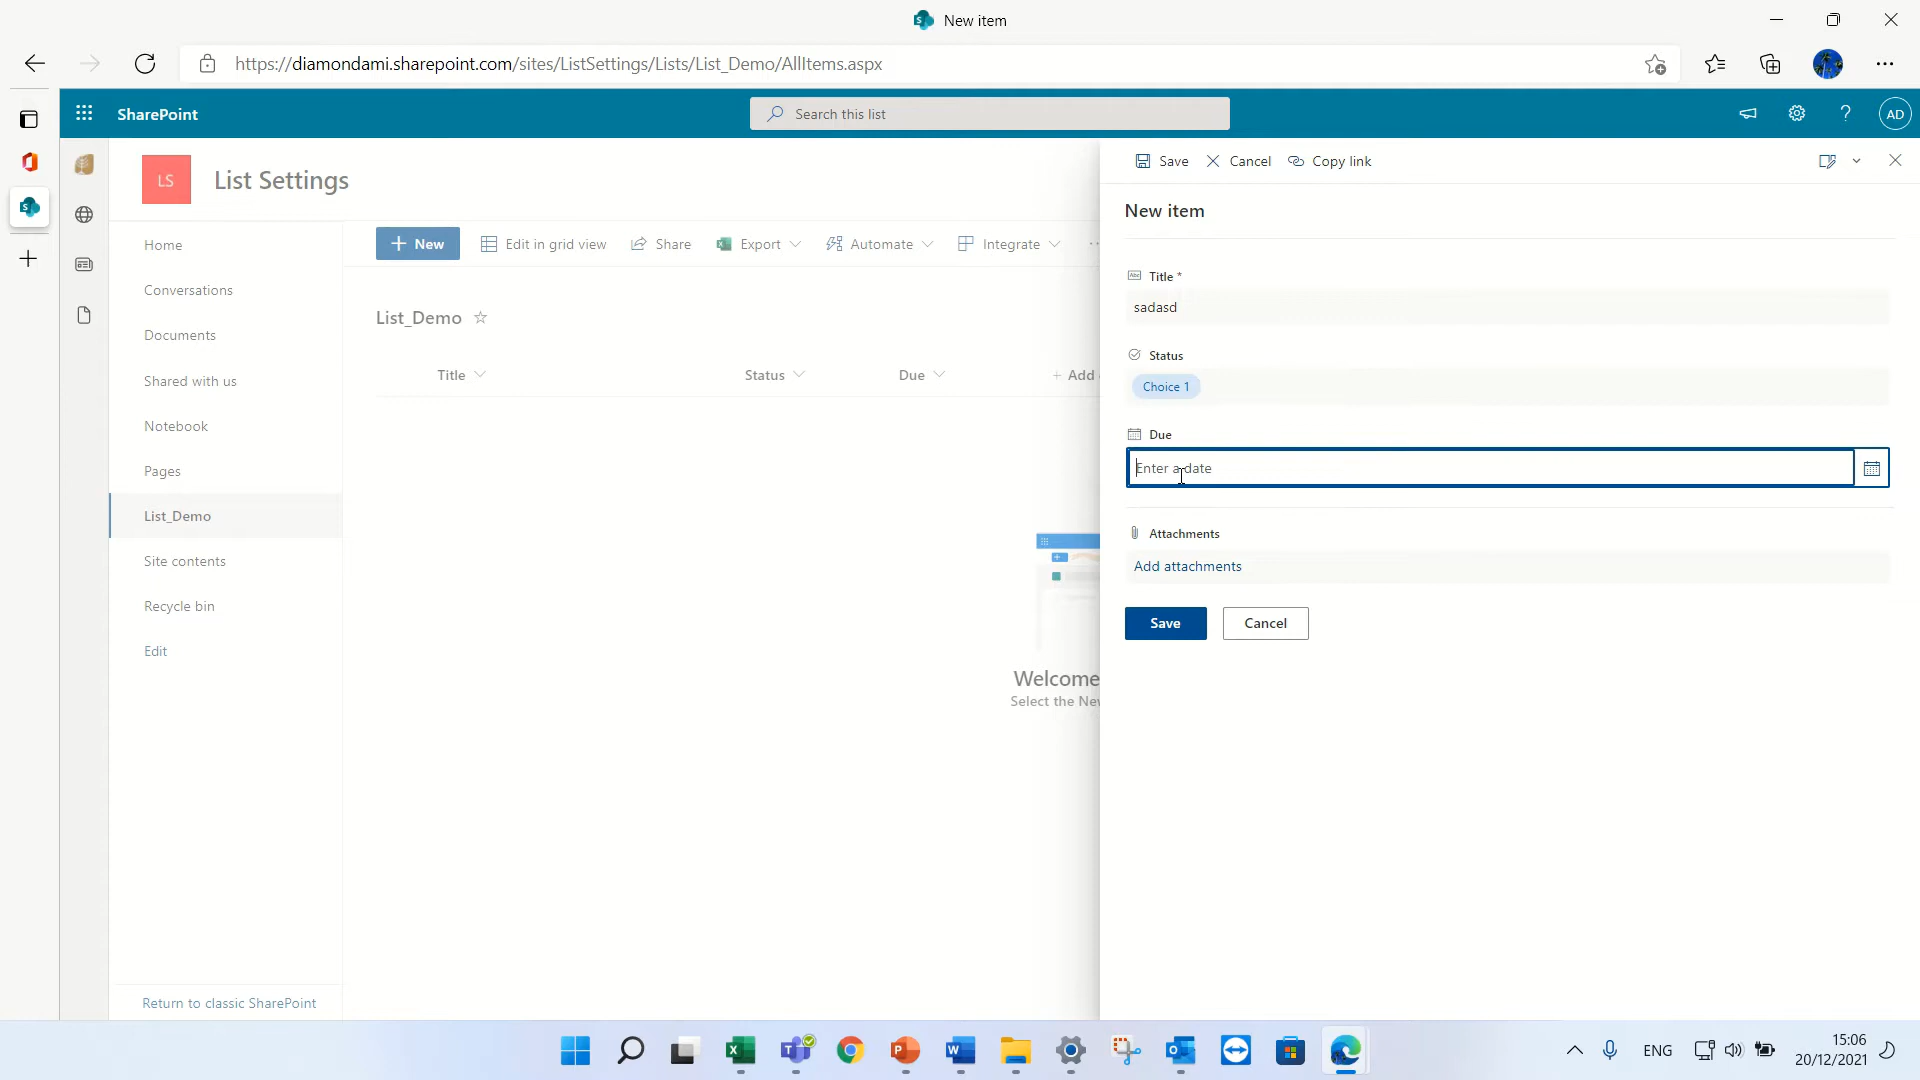 New item
https://diamondami.sharepoint.com/sites/ListSettings/Lists/List_Demo/AllItems.aspx
SharePoint
Search this list
AD
LS
List Settings
Home
Conversations
Documents
Shared with us
Notebook
Pages
List_Demo
Site contents
Recycle bin
Edit
Return to classic SharePoint
New
Edit in grid view
Share
Export
Automate
Integrate
List_Demo
Title
Status
Due
Add
Welcome
Select the New
Save
Cancel
Copy link
New item
Title *
sadasd
Status
Choice 1
Due
Enter a date
Attachments
Add attachments
Save
Cancel
ENG
15:06
20/12/2021